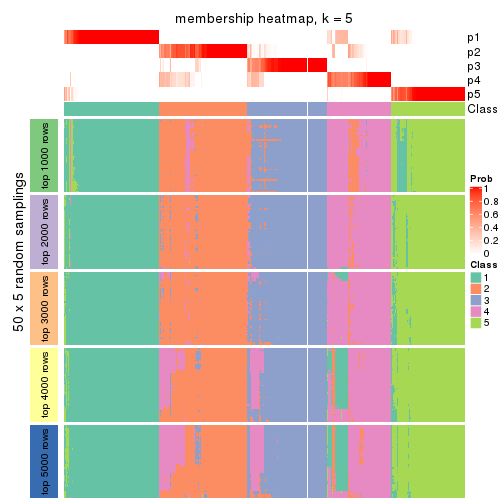 membership heatmap, k = 5
p1
p2
p3
p4
p5
Class
50 x 5 random samplings
top 1000 rows
top 2000 rows
top 3000 rows
top 4000 rows
top 5000 rows
Prob
1
0.8
0.6
0.4
0.2
0
Class
1
2
3
4
5